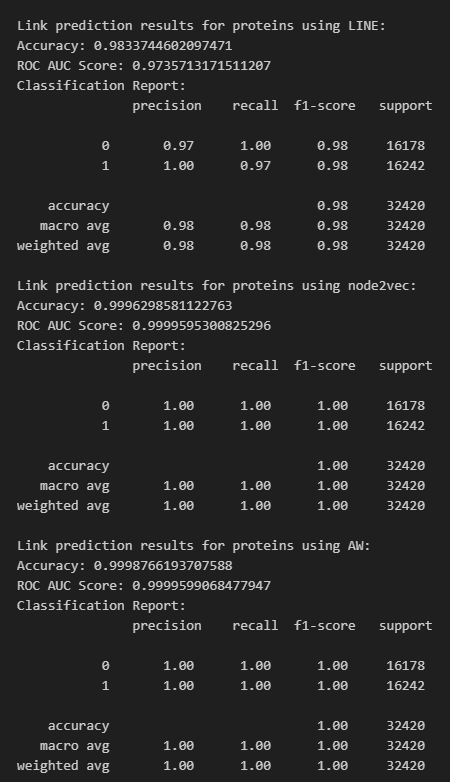 Link prediction results for proteins using LINE:
Accuracy: 0.9833744602097471
ROC AUC Score: 0.9735713171511207
Classification Report:
precision recall f1-score support
0 0.97 1.00 0.98 16178
1 1.00 0.97 0.98 16242
accuracy 0.98 32420
macro avg 0.98 0.98 0.98 32420
weighted avg 0.98 0.98 0.98 32420
Link prediction results for proteins using node2vec:
Accuracy: 0.9996298581122763
ROC AUC Score: 0.9999595300825296
Classification Report:
precision recall f1-score support
0 1.00 1.00 1.00 16178
1 1.00 1.00 1.00 16242
accuracy 1.00 32420
macro avg 1.00 1.00 1.00 32420
weighted avg 1.00 1.00 1.00 32420
Link prediction results for proteins using AW:
Accuracy: 0.9998766193707588
ROC AUC Score: 0.9999599068477947
Classification Report:
precision recall f1-score support
0 1.00 1.00 1.00 16178
1 1.00 1.00 1.00 16242
accuracy 1.00 32420
macro avg 1.00 1.00 1.00 32420
weighted avg 1.00 1.00 1.00 32420